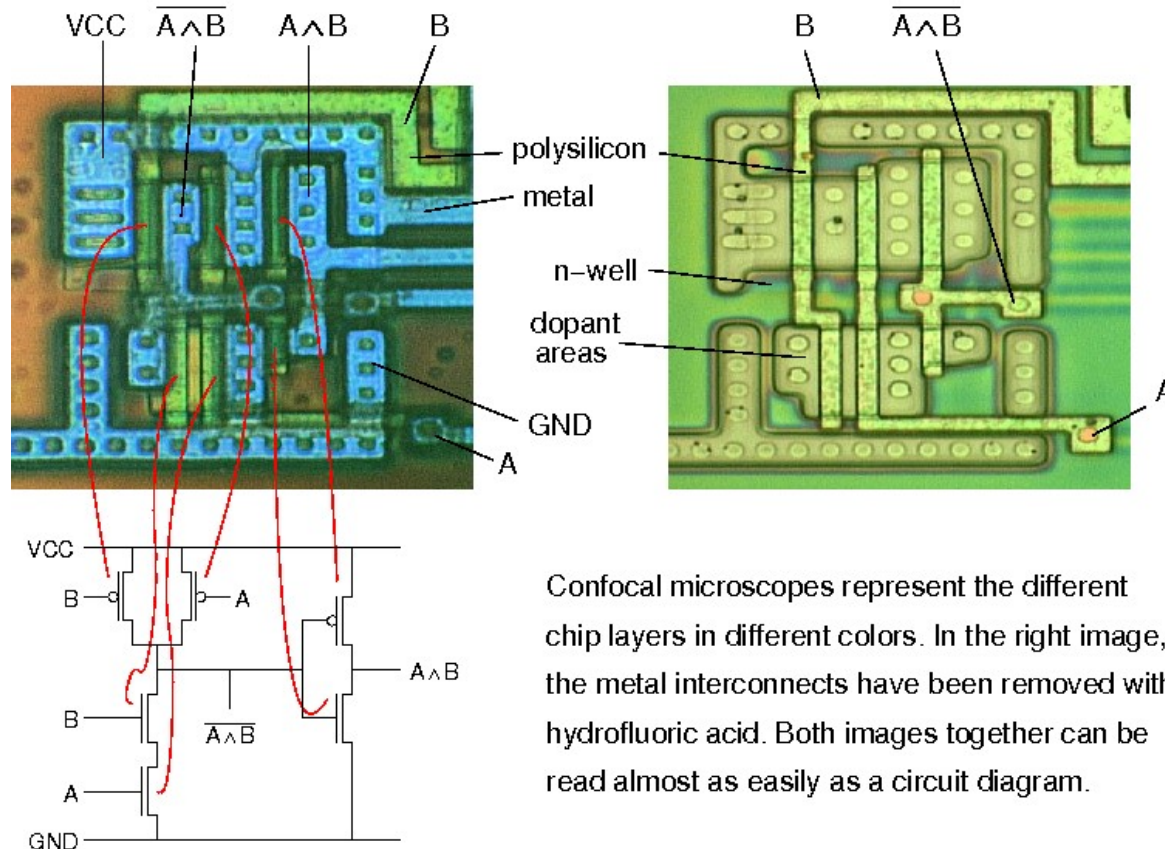 VCC
A∧B
A∧B
B
B
A∧B
polysilicon
metal
n−well
dopant
areas
GND
A
A
VCC
B
A
A∧B
B
A∧B
A
GND
Confocal microscopes represent the different
chip layers in different colors. In the right image,
the metal interconnects have been removed with
hydrofluoric acid. Both images together can be
read almost as easily as a circuit diagram.